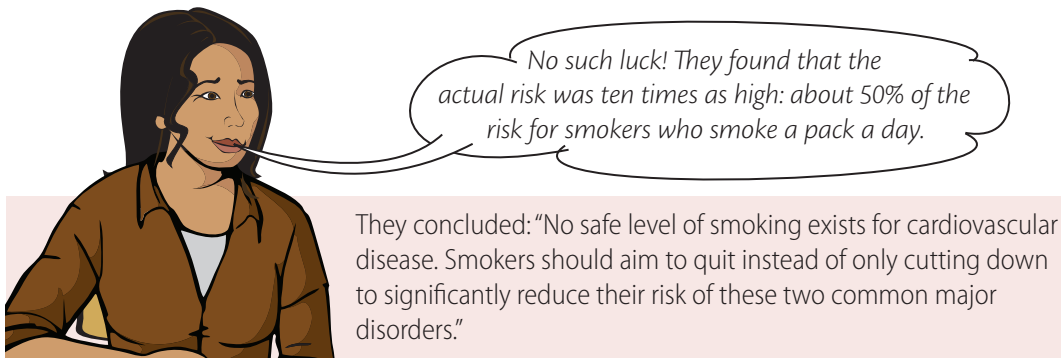 No such luck! They found that the
actual risk was ten times as high: about 50% of the
risk for smokers who smoke a pack a day.
They concluded: “No safe level of smoking exists for cardiovascular
disease. Smokers should aim to quit instead of only cutting down
to significantly reduce their risk of these two common major
disorders.”